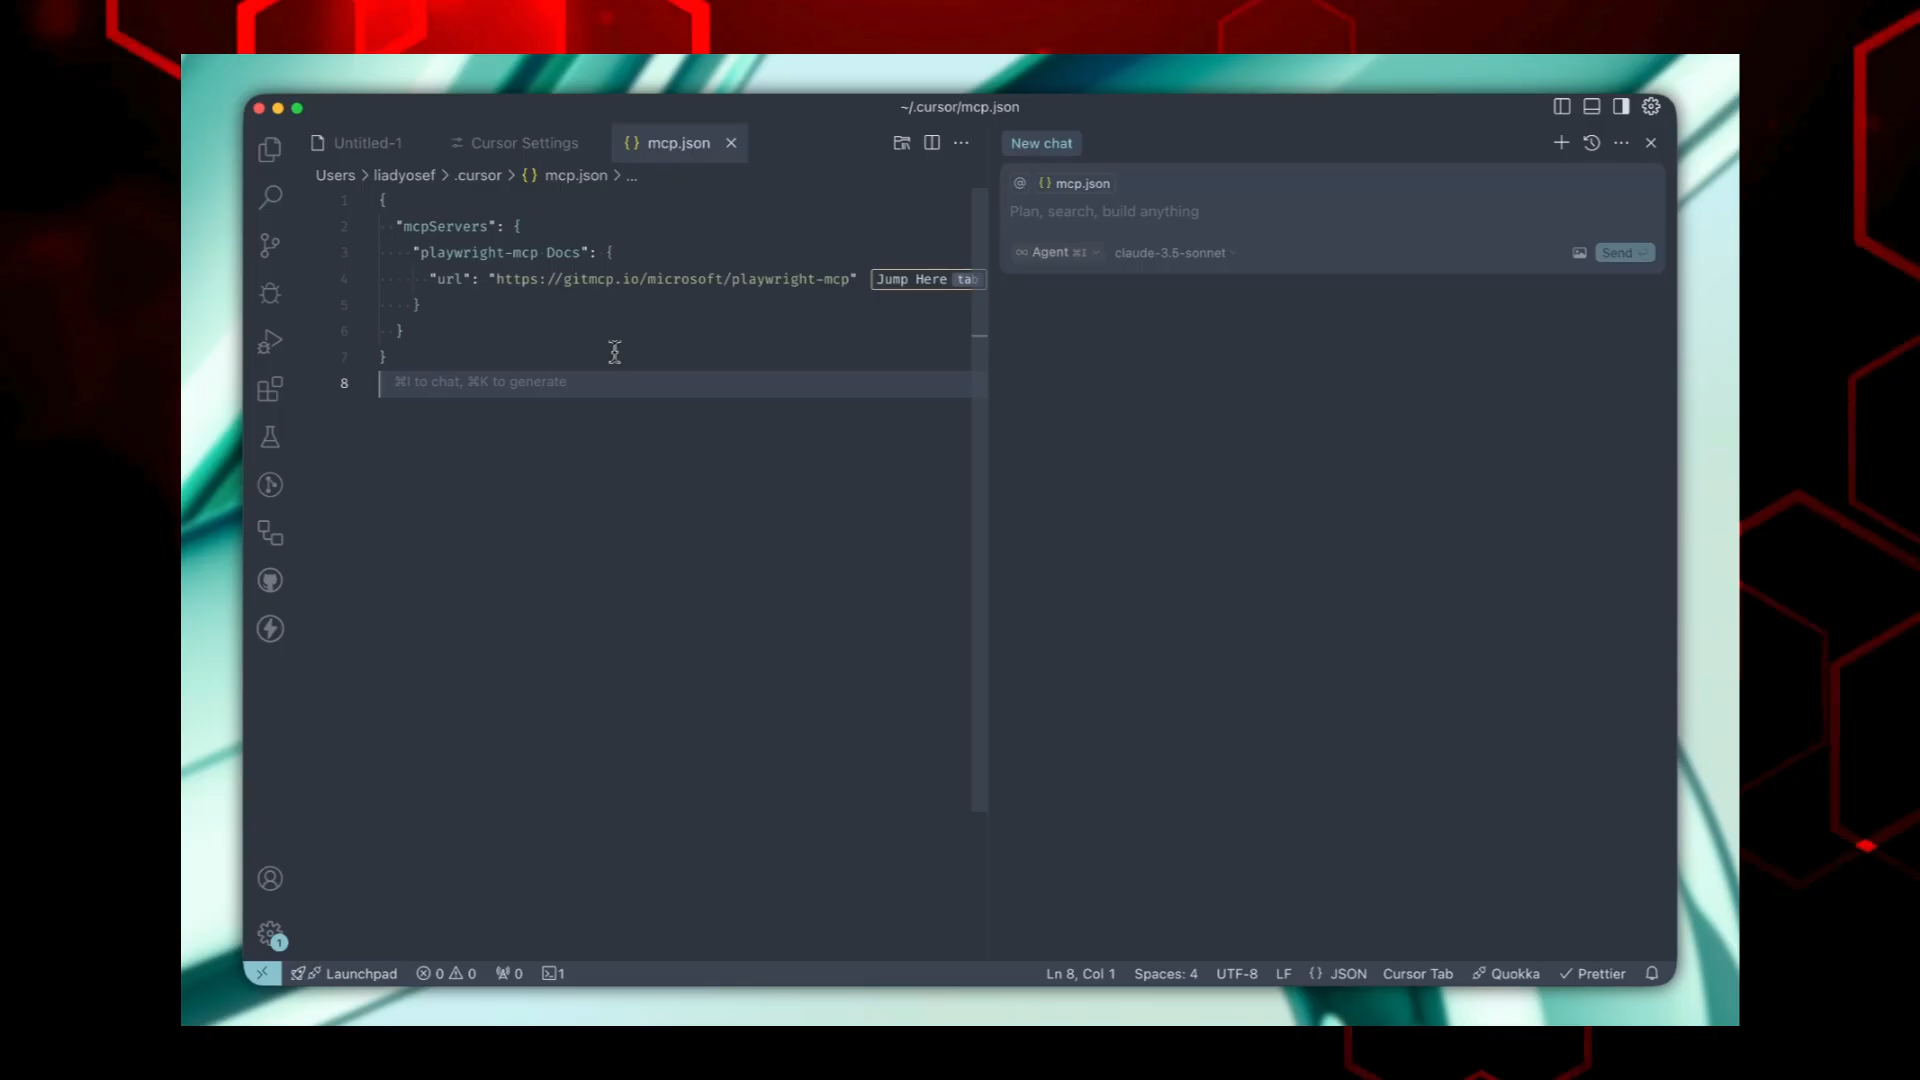 ~/.cursor/mcp.json
Untitled-1
Cursor Settings
{} mcp.json
Users > liadyosef > .cursor > {} mcp.json > ...
1 {
2 "mcpServers": {
3 "playwright-mcp Docs": {
4 "url": "https://gitmcp.io/microsoft/playwright-mcp" Jump Here tab
5 }
6 }
7 }
8 ⌘I to chat, ⌘K to generate
New chat
@ {} mcp.json
Plan, search, build anything
∞ Agent ⌘I claude-3.5-sonnet Send
1
Launchpad 0 0 0 1
Ln 8, Col 1 Spaces: 4 UTF-8 LF {} JSON Cursor Tab Quokka Prettier